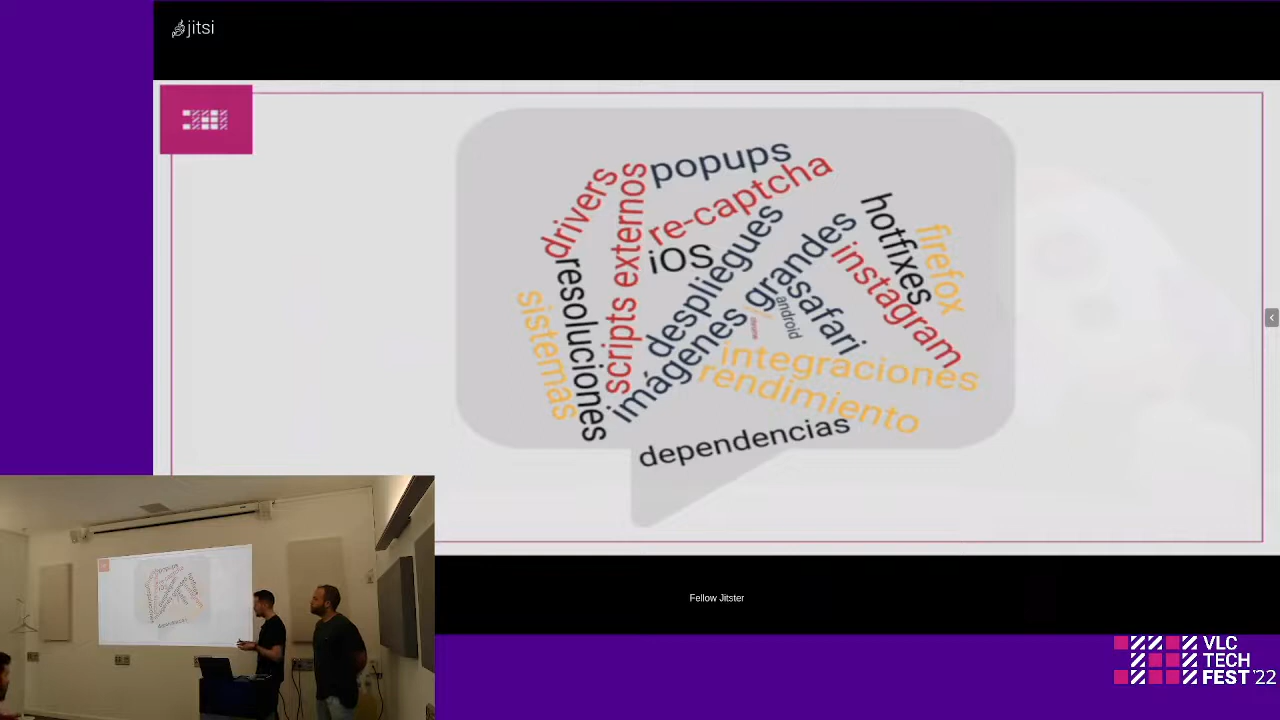 jitsi
popups
re-captcha
drivers
scripts externos
iOS
hotfixes
firefox
despliegues
imágenes grandes
instagram
safari
android
resoluciones
sistemas
integraciones
rendimiento
dependencias
Fellow Jitster
VLC
TECH
FEST'22